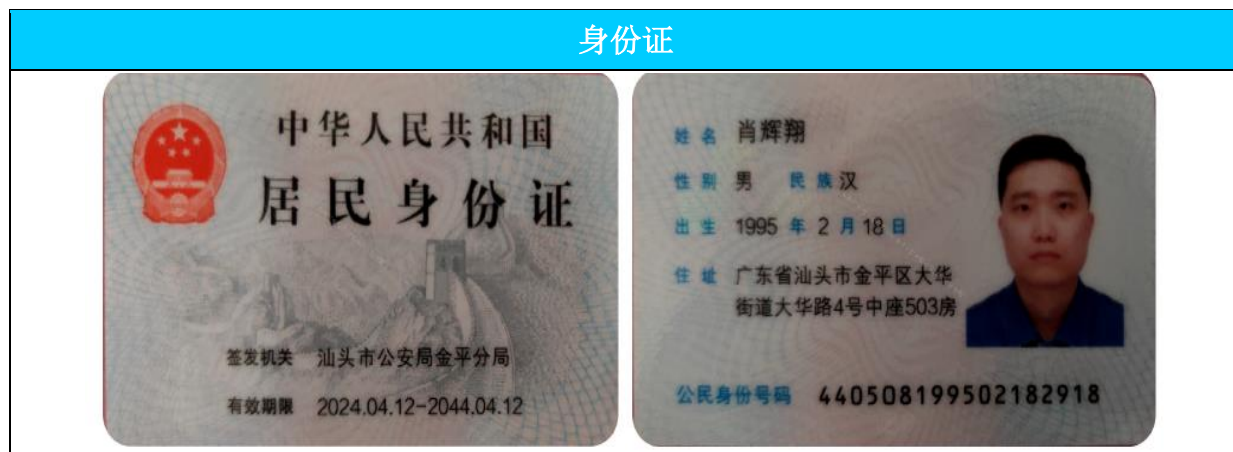 身份证
中华人民共和国
居民身份证
签发机关 汕头市公安局金平分局
有效期限 2024.04.12-2044.04.12
姓名 肖辉翔
性别 男 民族 汉
出生 1995 年 2 月 18 日
住址 广东省汕头市金平区大华
街道大华路4号中座503房
公民身份号码 440508199502182918